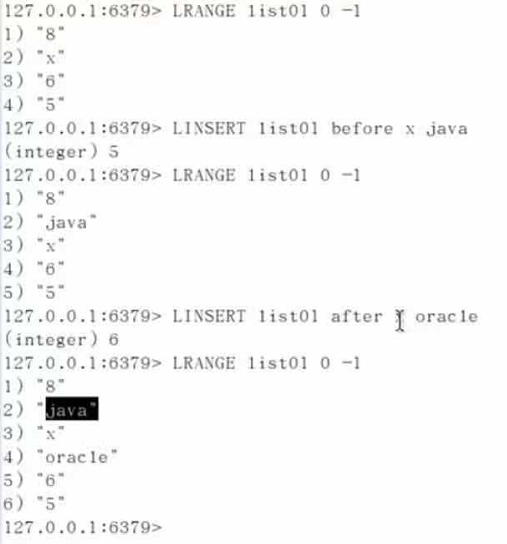 127.0.0.1:6379> LRANGE list01 0 -1
1) "8"
2) "x"
3) "6"
4) "5"
127.0.0.1:6379> LINSERT list01 before x java
(integer) 5
127.0.0.1:6379> LRANGE list01 0 -1
1) "8"
2) "java"
3) "x"
4) "6"
5) "5"
127.0.0.1:6379> LINSERT list01 after oracle
(integer) 6
127.0.0.1:6379> LRANGE list01 0 -1
1) "8"
2) "java"
3) "x"
4) "oracle"
5) "6"
6) "5"
127.0.0.1:6379>